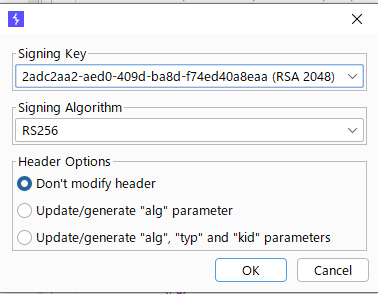 Signing Key
2adc2aa2-aed0-409d-ba8d-f74ed40a8eaa (RSA 2048)
Signing Algorithm
RS256
Header Options
Don't modify header
Update/generate "alg" parameter
Update/generate "alg", "typ" and "kid" parameters
OK Cancel